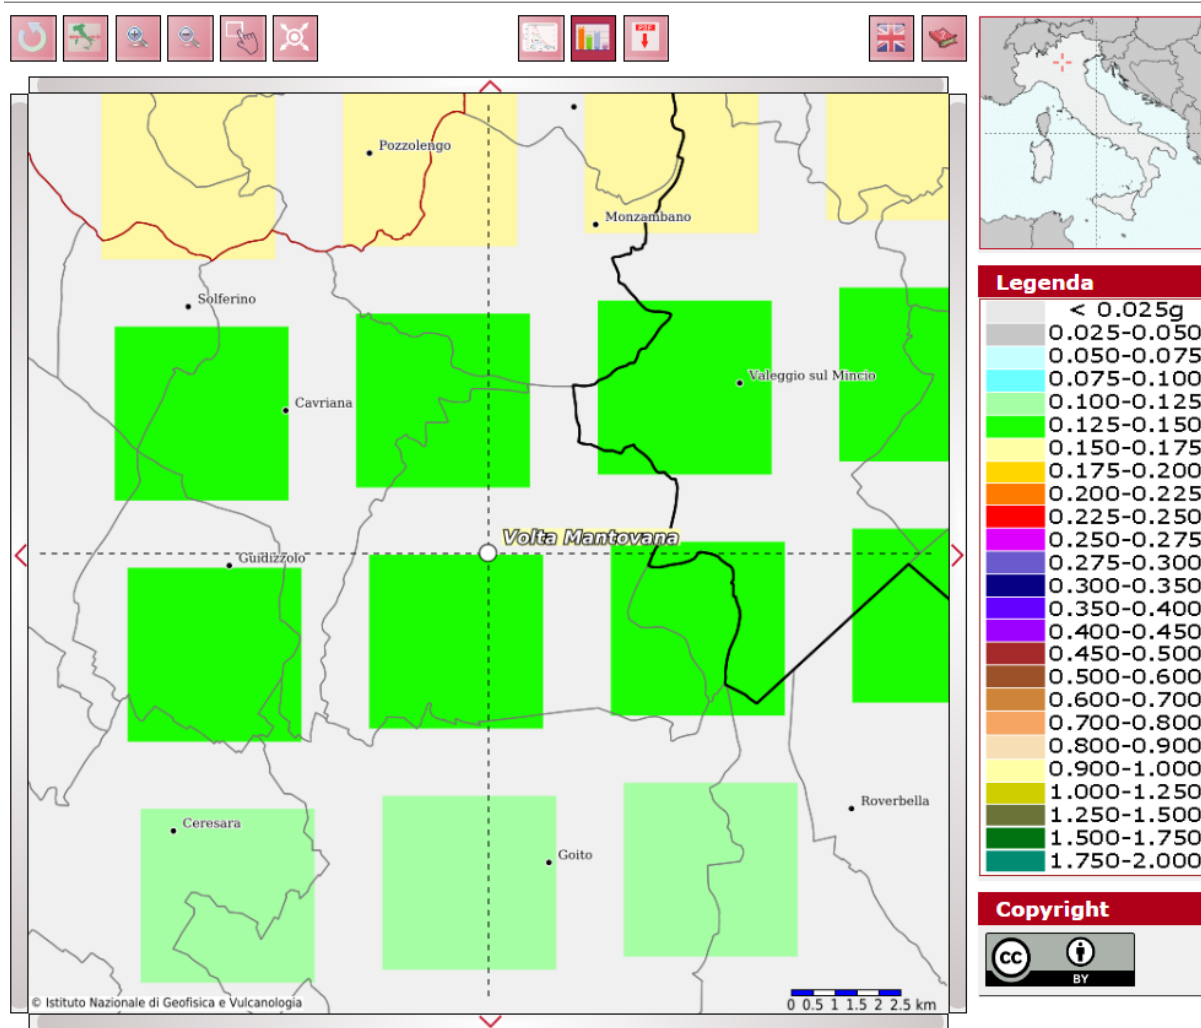 PDF
Pozzolengo
Monzambano
Solferino
Valeggio sul Mincio
Cavriana
Volta Mantovana
Guidizzolo
Roverbella
Ceresara
Goito
© Istituto Nazionale di Geofisica e Vulcanologia
0 0.5 1 1.5 2 2.5 km
Legenda
< 0.025g
0.025-0.050
0.050-0.075
0.075-0.100
0.100-0.125
0.125-0.150
0.150-0.175
0.175-0.200
0.200-0.225
0.225-0.250
0.250-0.275
0.275-0.300
0.300-0.350
0.350-0.400
0.400-0.450
0.450-0.500
0.500-0.600
0.600-0.700
0.700-0.800
0.800-0.900
0.900-1.000
1.000-1.250
1.250-1.500
1.500-1.750
1.750-2.000
Copyright
cc
BY